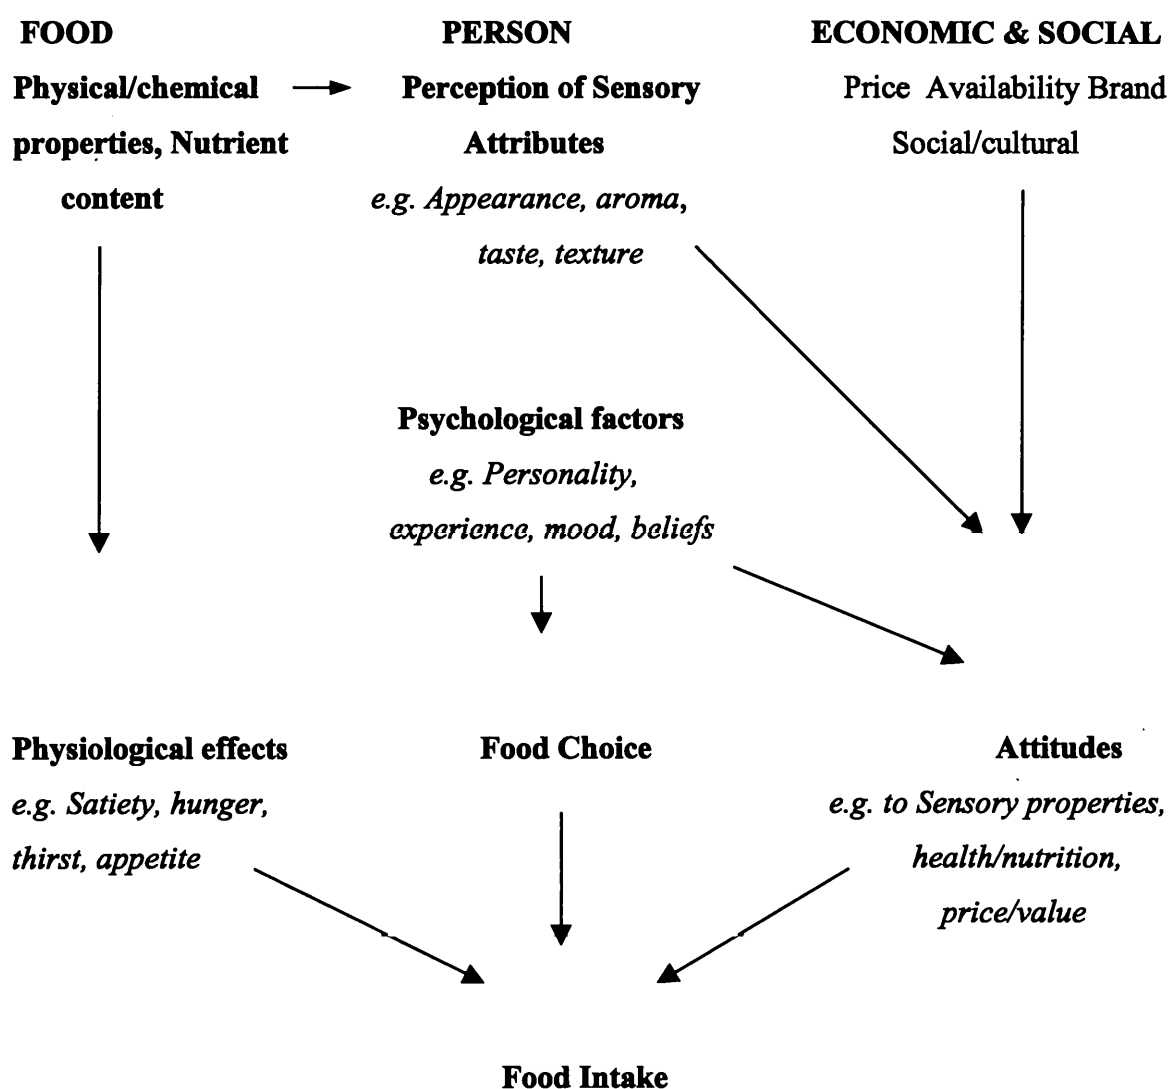 FOOD
Physical/chemical
properties, Nutrient
content
PERSON
Perception of Sensory
Attributes
e.g. Appearance, aroma,
taste, texture
ECONOMIC & SOCIAL
Price Availability Brand
Social/cultural
Psychological factors
e.g. Personality,
experience, mood, beliefs
Physiological effects
e.g. Satiety, hunger,
thirst, appetite
Food Choice
Attitudes
e.g. to Sensory properties,
health/nutrition,
price/value
Food Intake